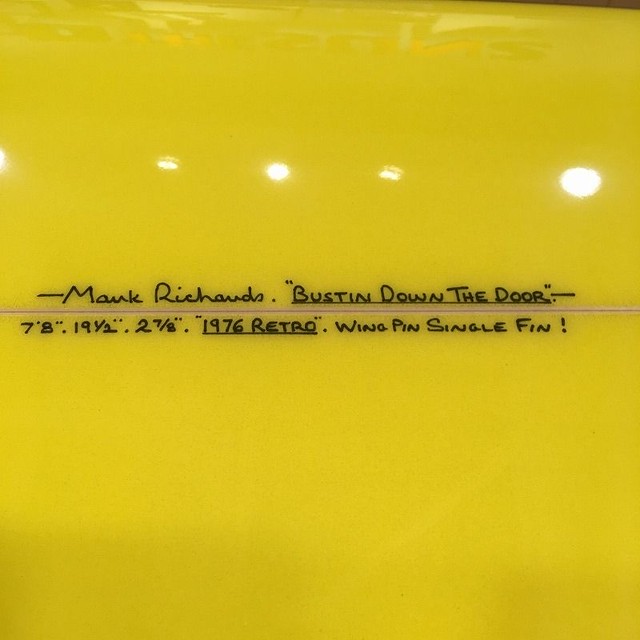 —Mark Richards. "BUSTIN DOWN THE DOOR".—
7'8". 19½". 2⅞". "1976 RETRO". WING PIN SINGLE FIN !